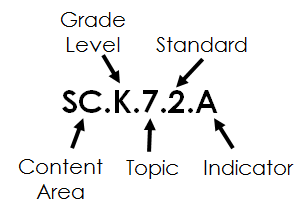 Grade
Level
Standard
SC.K.7.2.A
Content
Area
Topic
Indicator